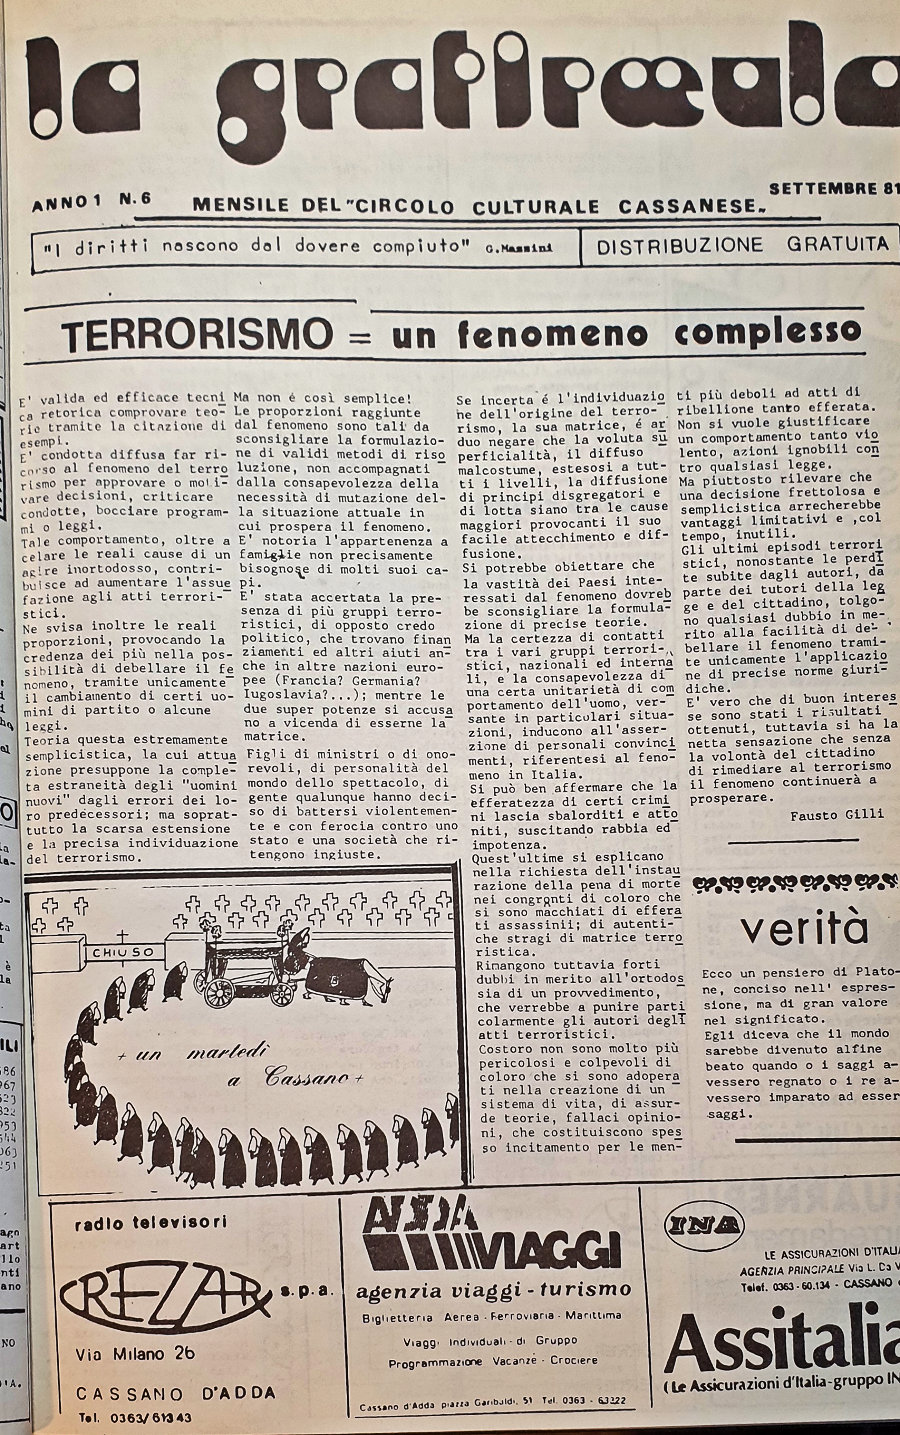 la gratiroeula
ANNO 1 N. 6
MENSILE DEL "CIRCOLO CULTURALE CASSANESE„
SETTEMBRE 81
"I diritti nascono dal dovere compiuto" G. Mazzini
DISTRIBUZIONE GRATUITA
TERRORISMO = un fenomeno complesso
E' valida ed efficace tecni
ca retorica comprovare teo-
rie tramite la citazione di
esempi.
E' condotta diffusa far ri-
corso al fenomeno del terro
rismo per approvare o moti-
vare decisioni, criticare
condotte, bocciare program-
mi o leggi.
Tale comportamento, oltre a
celare le reali cause di un
agire inortodosso, contri-
buisce ad aumentare l'assue
fazione agli atti terrori-
stici.
Ne svisa inoltre le reali
proporzioni, provocando la
credenza dei più nella pos-
sibilità di debellare il fe
nomeno, tramite unicamente
il cambiamento di certi uo-
mini di partito o alcune
leggi.
Teoria questa estremamente
semplicistica, la cui attua
zione presuppone la comple-
ta estraneità degli "uomini
nuovi" dagli errori dei lo-
ro predecessori; ma soprat-
tutto la scarsa estensione
e la precisa individuazione
del terrorismo.
Ma non é così semplice!
Le proporzioni raggiunte
dal fenomeno sono tali da
sconsigliare la formulazio-
ne di validi metodi di riso
luzione, non accompagnati
dalla consapevolezza della
necessità di mutazione del-
la situazione attuale in
cui prospera il fenomeno.
E' notoria l'appartenenza a
famiglie non precisamente
bisognose di molti suoi ca-
pi.
E' stata accertata la pre-
senza di più gruppi terro-
ristici, di opposto credo
politico, che trovano finan
ziamenti ed altri aiuti an-
che in altre nazioni euro-
pee (Francia? Germania?
Iugoslavia?...); mentre le
due super potenze si accusa
no a vicenda di esserne la
matrice.
Figli di ministri o di ono-
revoli, di personalità del
mondo dello spettacolo, di
gente qualunque hanno deci-
so di battersi violentemen-
te e con ferocia contro uno
stato e una società che ri-
tengono ingiuste.
Se incerta é l'individuazio
ne dell'origine del terro-
rismo, la sua matrice, é ar
duo negare che la voluta su
perficialità, il diffuso
malcostume, estesosi a tut-
ti i livelli, la diffusione
di principi disgregatori e
di lotta siano tra le cause
maggiori provocanti il suo
facile attecchimento e dif-
fusione.
Si potrebbe obiettare che
la vastità dei Paesi inte-
ressati dal fenomeno dovreb
be sconsigliare la formula-
zione di precise teorie.
Ma la certezza di contatti
tra i vari gruppi terrori-
stici, nazionali ed interna
li, e la consapevolezza di
una certa unitarietà di com
portamento dell'uomo, ver-
sante in particolari situa-
zioni, inducono all'asser-
zione di personali convinci
menti, riferentesi al feno-
meno in Italia.
Si può ben affermare che la
efferatezza di certi crimi
ni lascia sbalorditi e atto
niti, suscitando rabbia ed
impotenza.
Quest'ultime si esplicano
nella richiesta dell'instau
razione della pena di morte
nei congrgnti di coloro che
si sono macchiati di effera
ti assassinii; di autenti-
che stragi di matrice terro
ristica.
Rimangono tuttavia forti
dubbi in merito all'ortodos
sia di un provvedimento,
che verrebbe a punire parti
colarmente gli autori degli
atti terroristici.
Costoro non sono molto più
pericolosi e colpevoli di
coloro che si sono adopera
ti nella creazione di un
sistema di vita, di assur-
de teorie, fallaci opinio-
ni, che costituiscono spes
so incitamento per le men-
ti più deboli ad atti di
ribellione tanto efferata.
Non si vuole giustificare
un comportamento tanto vio
lento, azioni ignobili con
tro qualsiasi legge.
Ma piuttosto rilevare che
una decisione frettolosa e
semplicistica arrecherebbe
vantaggi limitativi e ,col
tempo, inutili.
Gli ultimi episodi terrori
stici, nonostante le perdi
te subite dagli autori, da
parte dei tutori della leg
ge e del cittadino, tolgo-
no qualsiasi dubbio in me-
rito alla facilità di de-
bellare il fenomeno trami-
te unicamente l'applicazio
ne di precise norme giuri-
diche.
E' vero che di buon interes
se sono stati i risultati
ottenuti, tuttavia si ha la
netta sensazione che senza
la volontà del cittadino
di rimediare al terrorismo
il fenomeno continuerà a
prosperare.
Fausto Gilli
CHIUSO
+ un martedì
a Cassano +
verità
Ecco un pensiero di Plato-
ne, conciso nell' espres-
sione, ma di gran valore
nel significato.
Egli diceva che il mondo
sarebbe divenuto alfine
beato quando o i saggi a-
vessero regnato o i re a-
vessero imparato ad esser
saggi.
radio televisori
CREZAR s.p.a.
Via Milano 26
CASSANO D'ADDA
Tel. 0363/61343
ADDA
VIAGGI
agenzia viaggi - turismo
Biglietteria Aerea - Ferroviaria - Marittima
Viaggi Individuali - di Gruppo
Programmazione Vacanze - Crociere
Cassano d'Adda piazza Garibaldi, 51 Tel. 0363 - 63222
INA
LE ASSICURAZIONI D'ITALIA
AGENZIA PRINCIPALE Via L. Da V
Telef. 0363-60.134 - CASSANO
Assitalia
(Le Assicurazioni d'Italia-gruppo IN